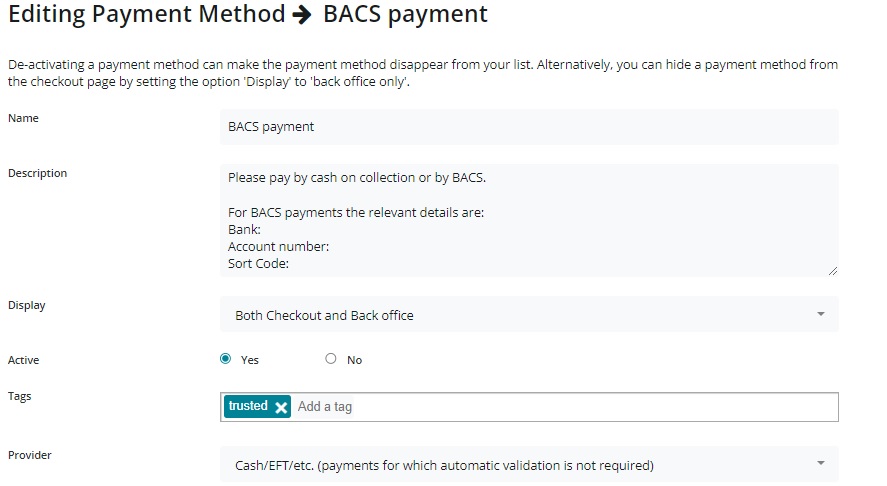 Editing Payment Method → BACS payment
De-activating a payment method can make the payment method disappear from your list. Alternatively, you can hide a payment method from
the checkout page by setting the option 'Display' to 'back office only'.
Name
BACS payment
Description
Please pay by cash on collection or by BACS.
For BACS payments the relevant details are:
Bank:
Account number:
Sort Code:
Display
Both Checkout and Back office
Active
Yes No
Tags
trusted Add a tag
Provider
Cash/EFT/etc. (payments for which automatic validation is not required)